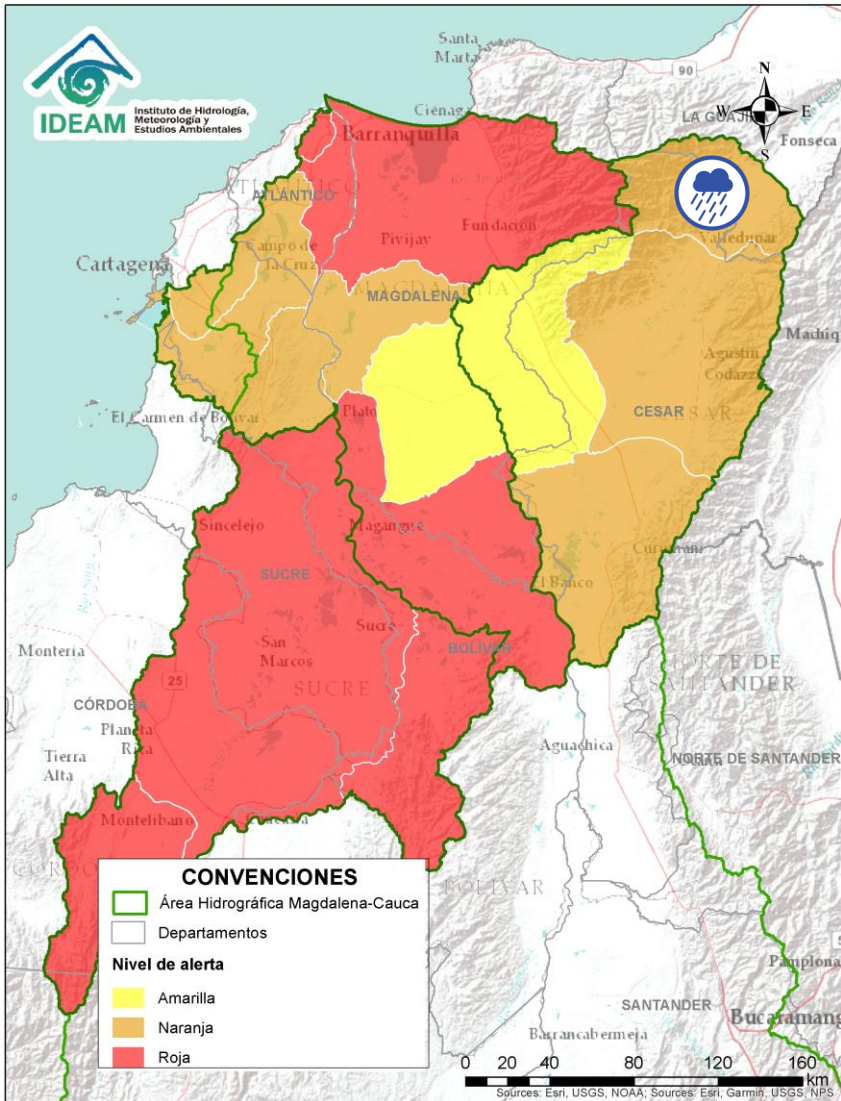 IDEAM
Instituto de Hidrología,
Meteorología y
Estudios Ambientales
Santa
Marta
90
N
W
E
S
LA GUAJI
Fonseca
Ciénaga
Barranquilla
ATLÁNTICO
Campo de
la Cruz
Pivijay
Fundación
Valledupar
Cartagena
MAGDALENA
Machiq
Agustín
Codazzi
CESAR
El Carmen de Bolívar
Plato
Sincelejo
Magangué
SUCRE
El Banco
Sucre
San
Marcos
SUCRE
BOLÍVAR
Montería
25
CÓRDOBA
Planeta
Rica
Tierra
Alta
NORTE DE
SANTANDER
Aguachica
NORTE DE SANTANDER
Montelíbano
Caucasia
BOLÍVAR
Pamplona
SANTANDER
Bucaramang
Barrancabermeja
CONVENCIONES
Área Hidrográfica Magdalena-Cauca
Departamentos
Nivel de alerta
Amarilla
Naranja
Roja
0 20 40 80 120 160
km
Sources: Esri, USGS, NOAA; Sources: Esri, Garmin, USGS, NPS